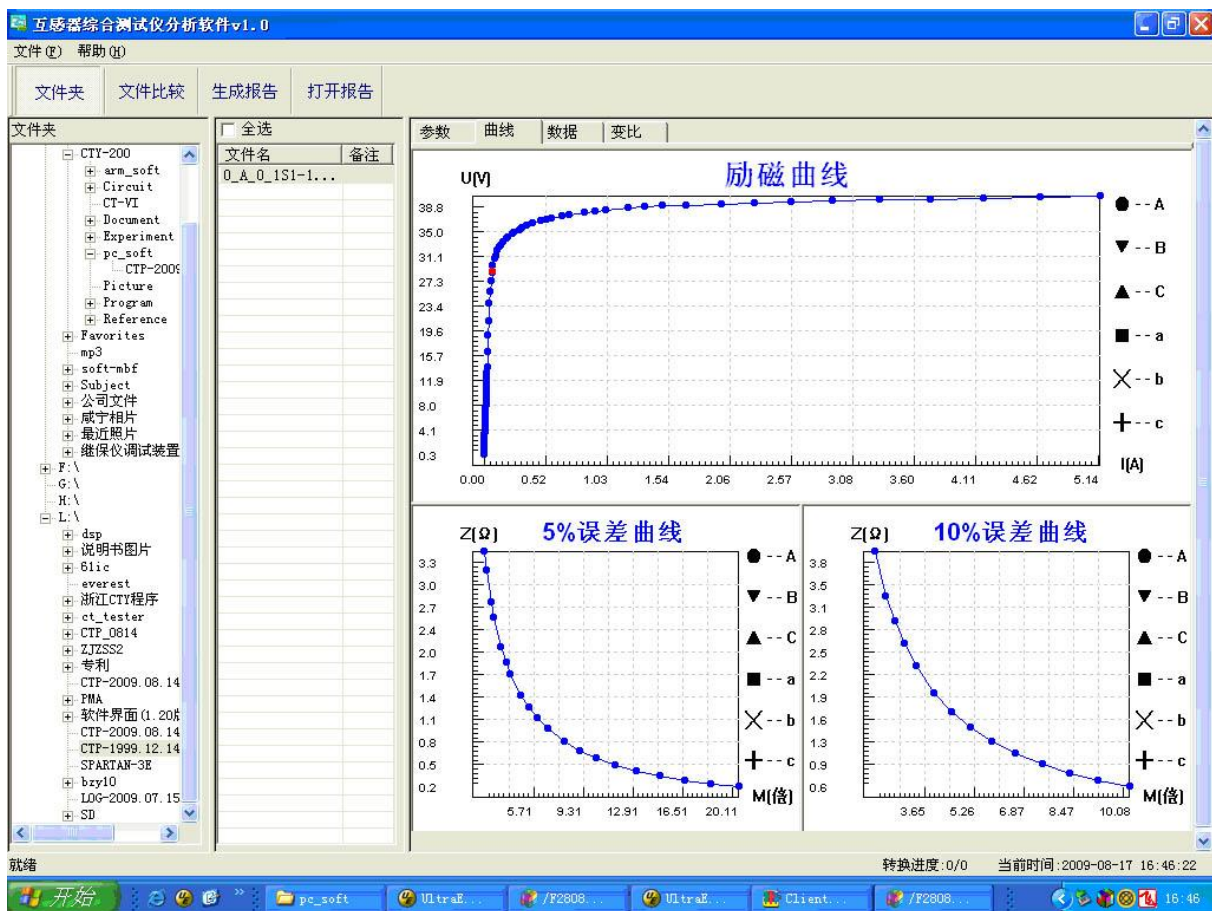 互感器综合测试仪分析软件v1.0
文件(F) 帮助(H)
文件夹 文件比较 生成报告 打开报告
文件夹
CTY-200
arm_soft
Circuit
CT-VI
Document
Experiment
pc_soft
CTP-2009
Picture
Program
Reference
Favorites
mp3
soft-mbf
Subject
公司文件
咸宁相片
最近照片
继保仪调试装置
F:\
G:\
H:\
L:\
dsp
说明书图片
61ic
everest
浙江CTY程序
ct_tester
CTP_0814
ZJZSS2
专利
CTP-2009.08.14
PMA
软件界面(1.20版
CTP-2009.08.14
CTP-1999.12.14
SPARTAN-3E
bzy10
LOG-2009.07.15
SD
全选
文件名 备注
0_A_0_1S1-1...
参数 曲线 数据 变比
励磁曲线
U(V)
38.8
35.0
31.1
27.3
23.4
19.6
15.7
11.9
8.0
4.1
0.3
0.00 0.52 1.03 1.54 2.06 2.57 3.08 3.60 4.11 4.62 5.14
I(A)
--A
--B
--C
--a
--b
--c
5%误差曲线
Z(Ω)
3.3
3.0
2.7
2.4
2.0
1.7
1.4
1.1
0.8
0.5
0.2
5.71 9.31 12.91 16.51 20.11
M(倍)
--A
--B
--C
--a
--b
--c
10%误差曲线
Z(Ω)
3.8
3.5
3.1
2.8
2.5
2.2
1.9
1.6
1.3
0.9
0.6
3.65 5.26 6.87 8.47 10.08
M(倍)
--A
--B
--C
--a
--b
--c
就绪 转换进度:0/0 当前时间:2009-08-17 16:46:22
开始 pc_soft UltraE... /F2808... UltraE... Client... /F2808... 16:46